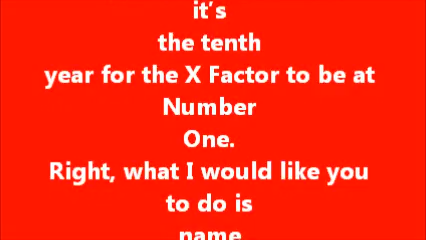 it's
the tenth
year for the X Factor to be at
Number
One.
Right, what I would like you
to do is
name